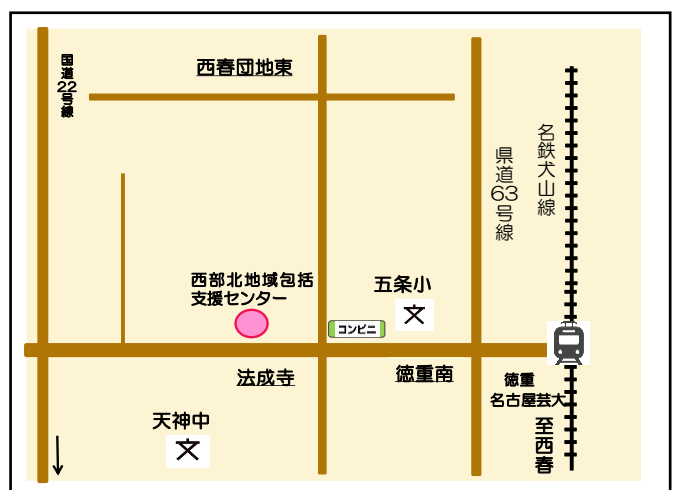 国道22号線
西春団地東
名鉄犬山線
県道63号線
西部北地域包括
支援センター
五条小
文
コンビニ
法成寺
徳重南
徳重
名古屋芸大
天神中
文
至西春